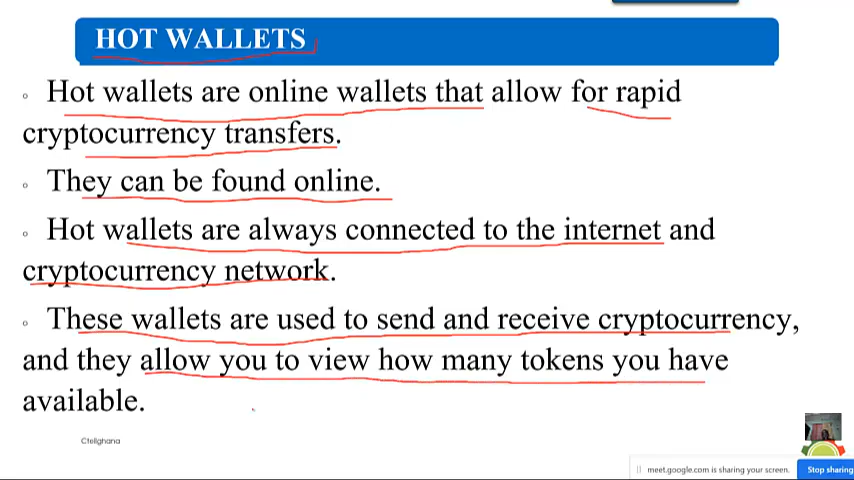 HOT WALLETS
◦ Hot wallets are online wallets that allow for rapid
cryptocurrency transfers.
◦ They can be found online.
◦ Hot wallets are always connected to the internet and
cryptocurrency network.
◦ These wallets are used to send and receive cryptocurrency,
and they allow you to view how many tokens you have
available.
Ctellghana
meet.google.com is sharing your screen.
Stop sharing